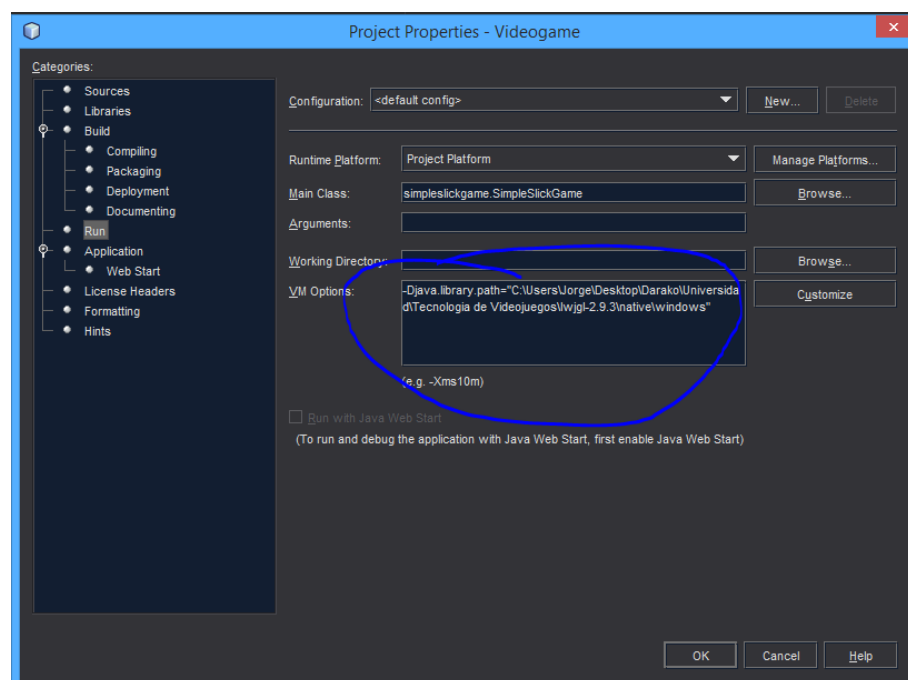 Project Properties - Videogame
Categories:
Sources
Libraries
Build
Compiling
Packaging
Deployment
Documenting
Run
Application
Web Start
License Headers
Formatting
Hints
Configuration: <default config> New... Delete
Runtime Platform: Project Platform Manage Platforms...
Main Class: simpleslickgame.SimpleSlickGame Browse...
Arguments:
Working Directory: Browse...
VM Options: -Djava.library.path="C:\Users\Jorge\Desktop\Darako\Universida Customize
d\Tecnologia de Videojuegos\lwjgl-2.9.3\native\windows"
(e.g. -Xms10m)
Run with Java Web Start
(To run and debug the application with Java Web Start, first enable Java Web Start)
OK Cancel Help